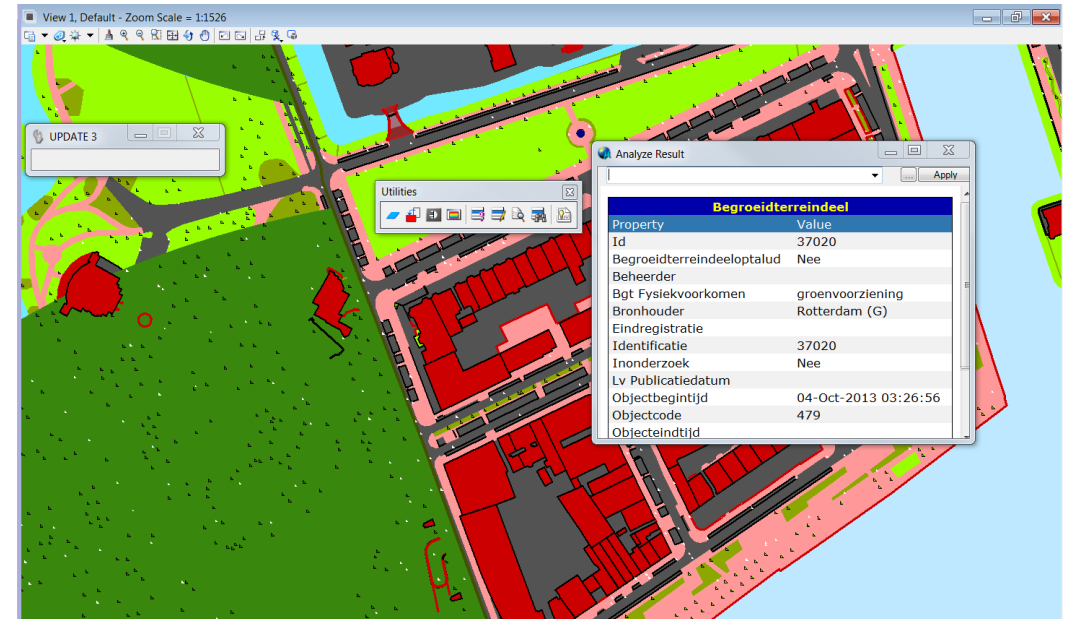 View 1, Default - Zoom Scale = 1:1526
UPDATE 3
Utilities
Analyze Result
... Apply
Begroeidterreindeel
Property Value
Id 37020
Begroeidterreindeeloptalud Nee
Beheerder
Bgt Fysiekvoorkomen groenvoorziening
Bronhouder Rotterdam (G)
Eindregistratie
Identificatie 37020
Inonderzoek Nee
Lv Publicatiedatum
Objectbegintijd 04-Oct-2013 03:26:56
Objectcode 479
Objecteindtijd